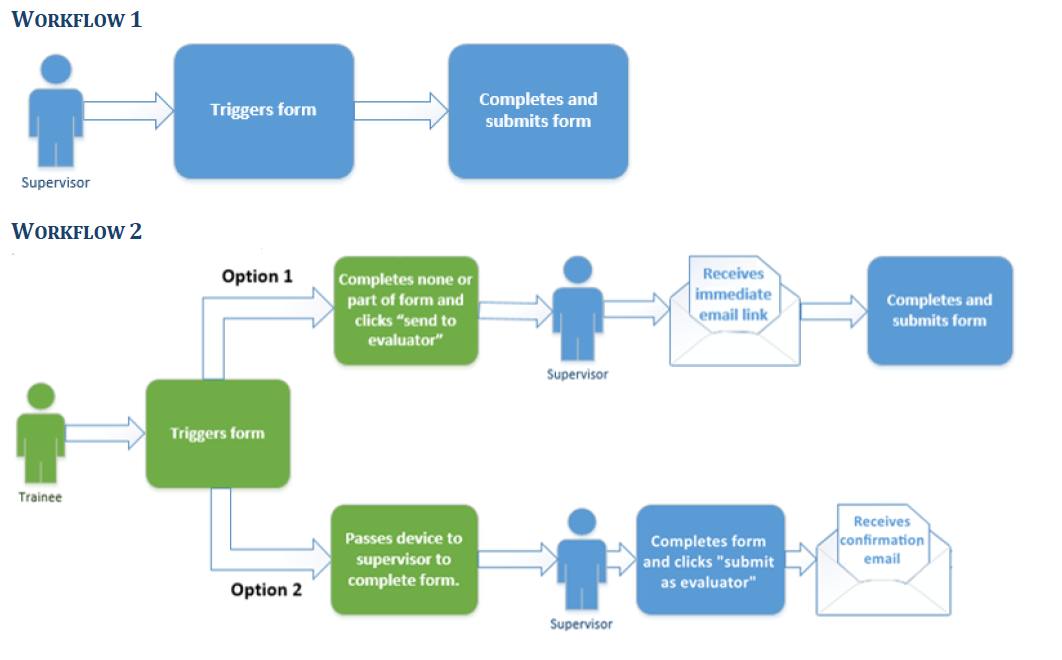 WORKFLOW 1
Triggers form
Completes and
submits form
Supervisor
WORKFLOW 2
Option 1
Completes none or
part of form and
clicks “send to
evaluator”
Supervisor
Receives
immediate
email link
Completes and
submits form
Trainee
Triggers form
Option 2
Passes device to
supervisor to
complete form.
Supervisor
Completes form
and clicks "submit
as evaluator"
Receives
confirmation
email